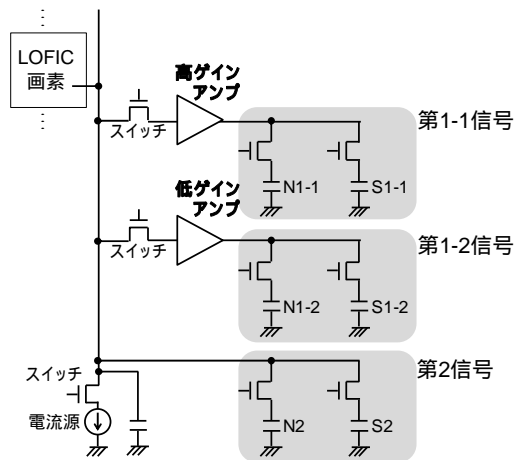 LOFIC
画素
高ゲイン
アンプ
スイッチ
第1-1信号
N1-1
S1-1
低ゲイン
アンプ
スイッチ
第1-2信号
N1-2
S1-2
第2信号
スイッチ
電流源
N2
S2